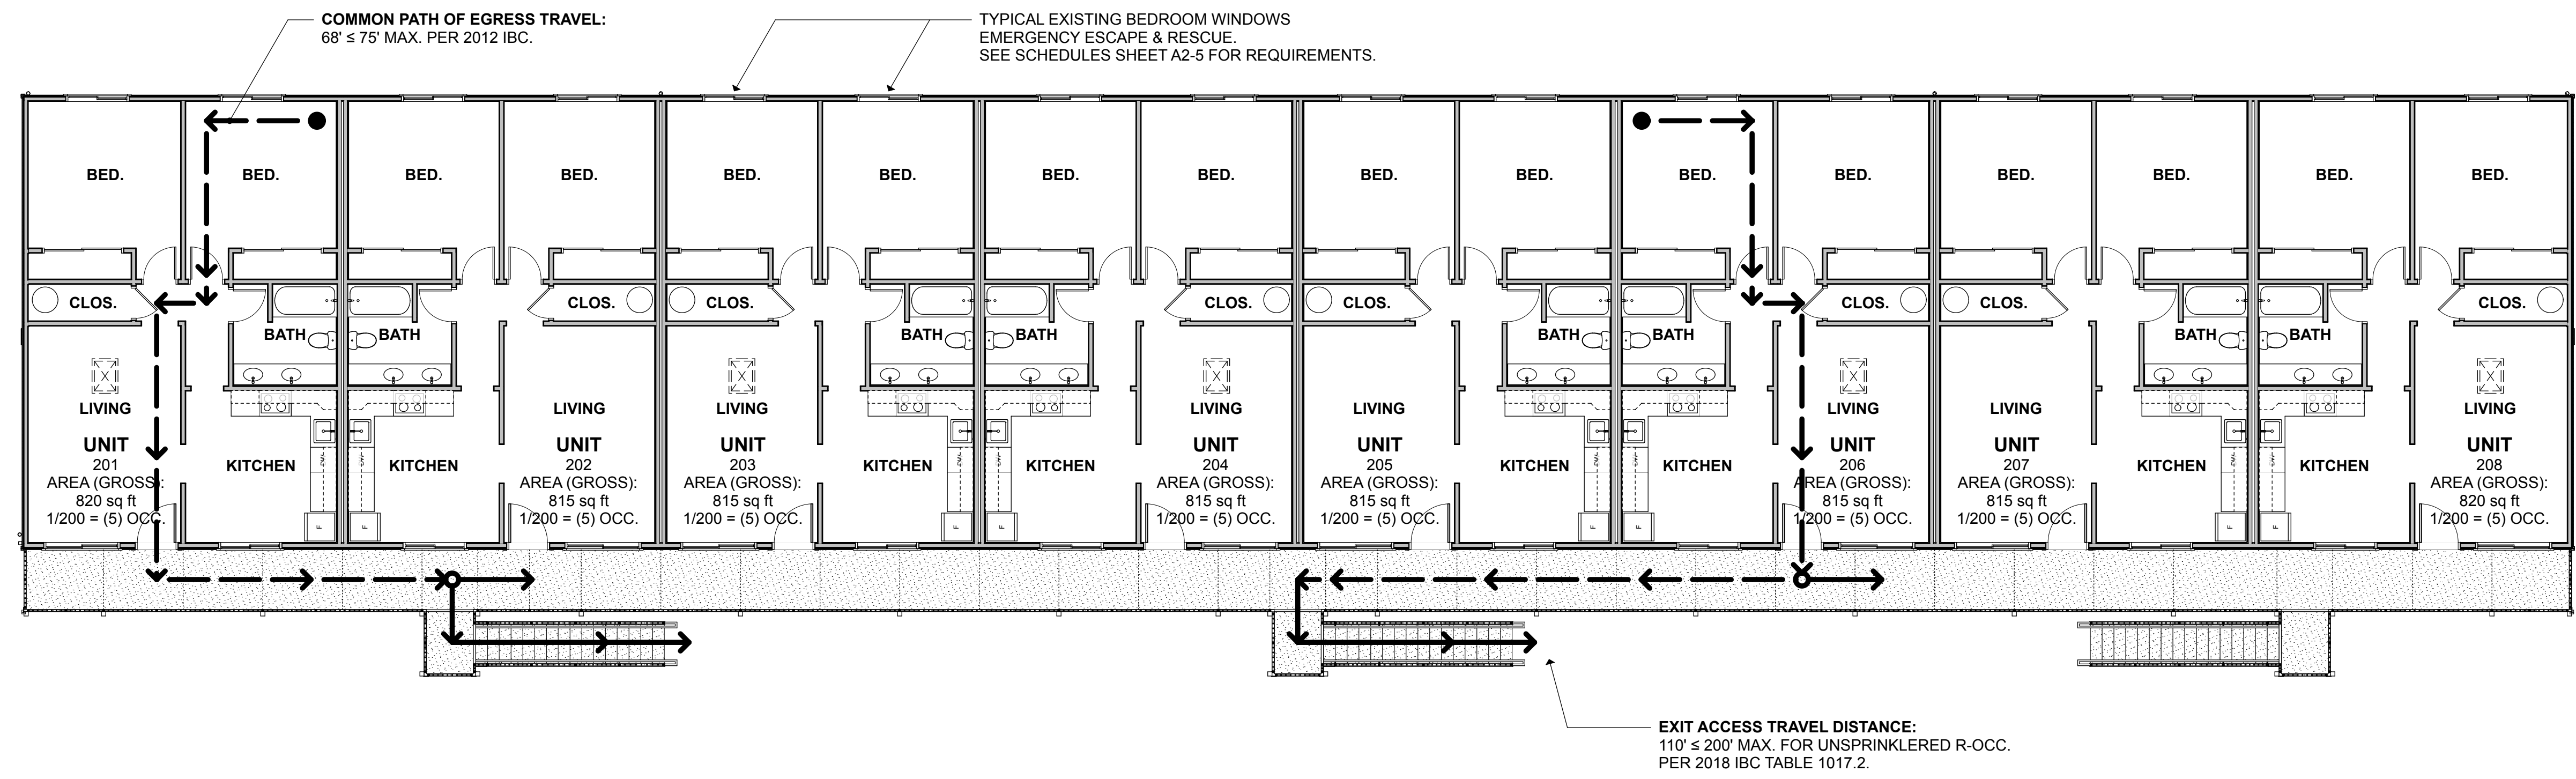 COMMON PATH OF EGRESS TRAVEL:
68' ≤ 75' MAX. PER 2012 IBC.
TYPICAL EXISTING BEDROOM WINDOWS
EMERGENCY ESCAPE & RESCUE.
SEE SCHEDULES SHEET A2-5 FOR REQUIREMENTS.
BED. BED. BED. BED. BED. BED. BED. BED. BED. BED. BED. BED. BED. BED. BED. BED.
CLOS. CLOS. CLOS. CLOS. CLOS. CLOS. CLOS. CLOS.
BATH BATH BATH BATH BATH BATH BATH BATH
LIVING LIVING LIVING LIVING LIVING LIVING LIVING LIVING
KITCHEN KITCHEN KITCHEN KITCHEN KITCHEN KITCHEN KITCHEN KITCHEN
UNIT
201
AREA (GROSS):
820 sq ft
1/200 = (5) OCC.
UNIT
202
AREA (GROSS):
815 sq ft
1/200 = (5) OCC.
UNIT
203
AREA (GROSS):
815 sq ft
1/200 = (5) OCC.
UNIT
204
AREA (GROSS):
815 sq ft
1/200 = (5) OCC.
UNIT
205
AREA (GROSS):
815 sq ft
1/200 = (5) OCC.
UNIT
206
AREA (GROSS):
815 sq ft
1/200 = (5) OCC.
UNIT
207
AREA (GROSS):
815 sq ft
1/200 = (5) OCC.
UNIT
208
AREA (GROSS):
820 sq ft
1/200 = (5) OCC.
F F F F F F F F
EXIT ACCESS TRAVEL DISTANCE:
110' ≤ 200' MAX. FOR UNSPRINKLERED R-OCC.
PER 2018 IBC TABLE 1017.2.